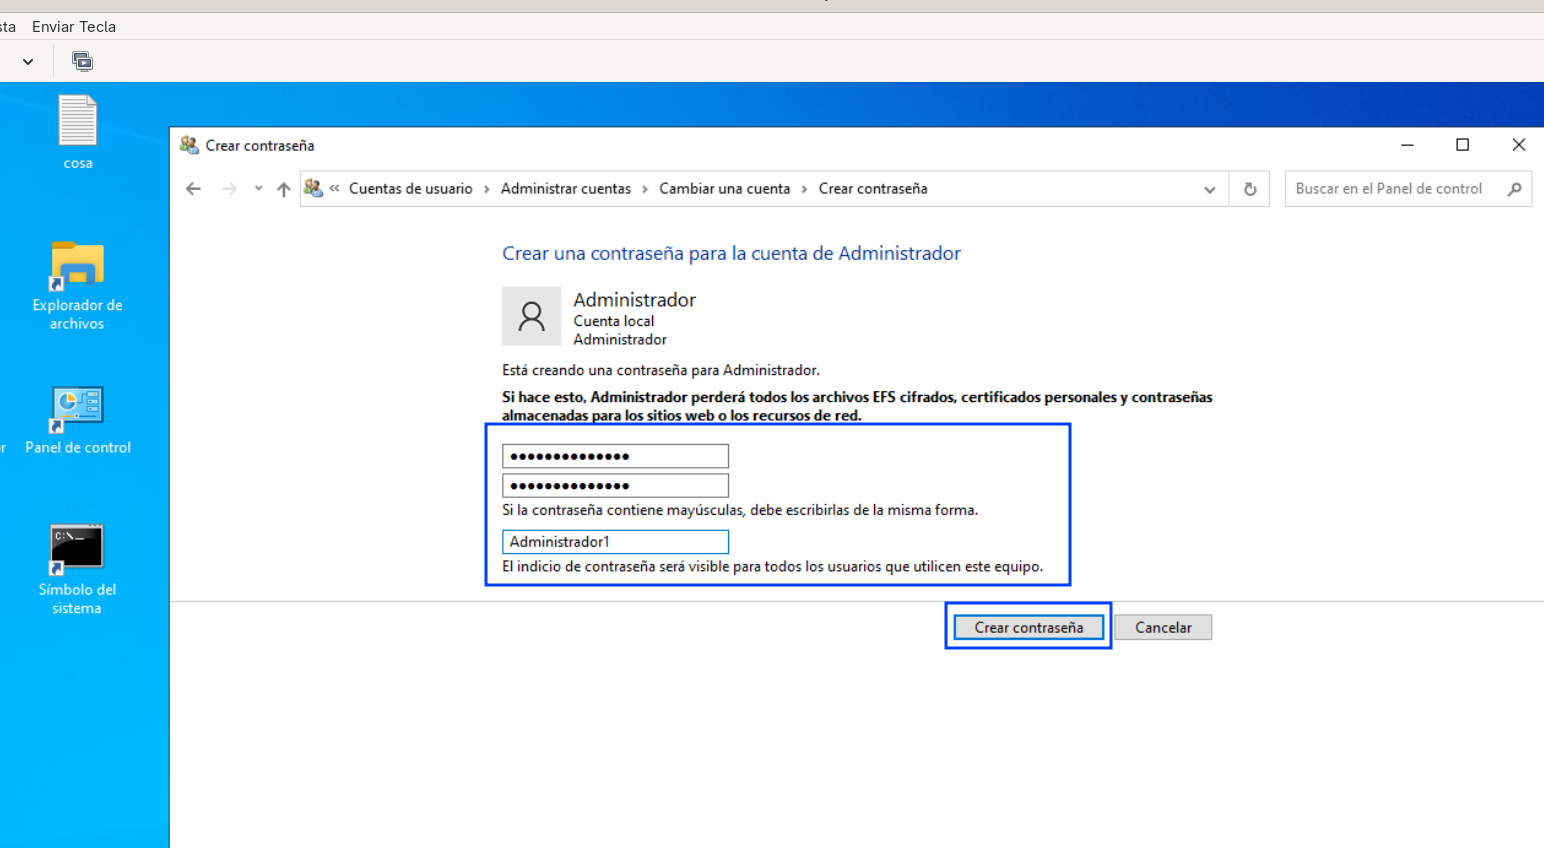 sta Enviar Tecla
cosa
Explorador de
archivos
r Panel de control
C:\._
Símbolo del
sistema
Crear contraseña
« Cuentas de usuario › Administrar cuentas › Cambiar una cuenta › Crear contraseña
Buscar en el Panel de control
Crear una contraseña para la cuenta de Administrador
Administrador
Cuenta local
Administrador
Está creando una contraseña para Administrador.
Si hace esto, Administrador perderá todos los archivos EFS cifrados, certificados personales y contraseñas
almacenadas para los sitios web o los recursos de red.
●●●●●●●●●●●●●●
●●●●●●●●●●●●●●
Si la contraseña contiene mayúsculas, debe escribirlas de la misma forma.
Administrador1
El indicio de contraseña será visible para todos los usuarios que utilicen este equipo.
Crear contraseña Cancelar